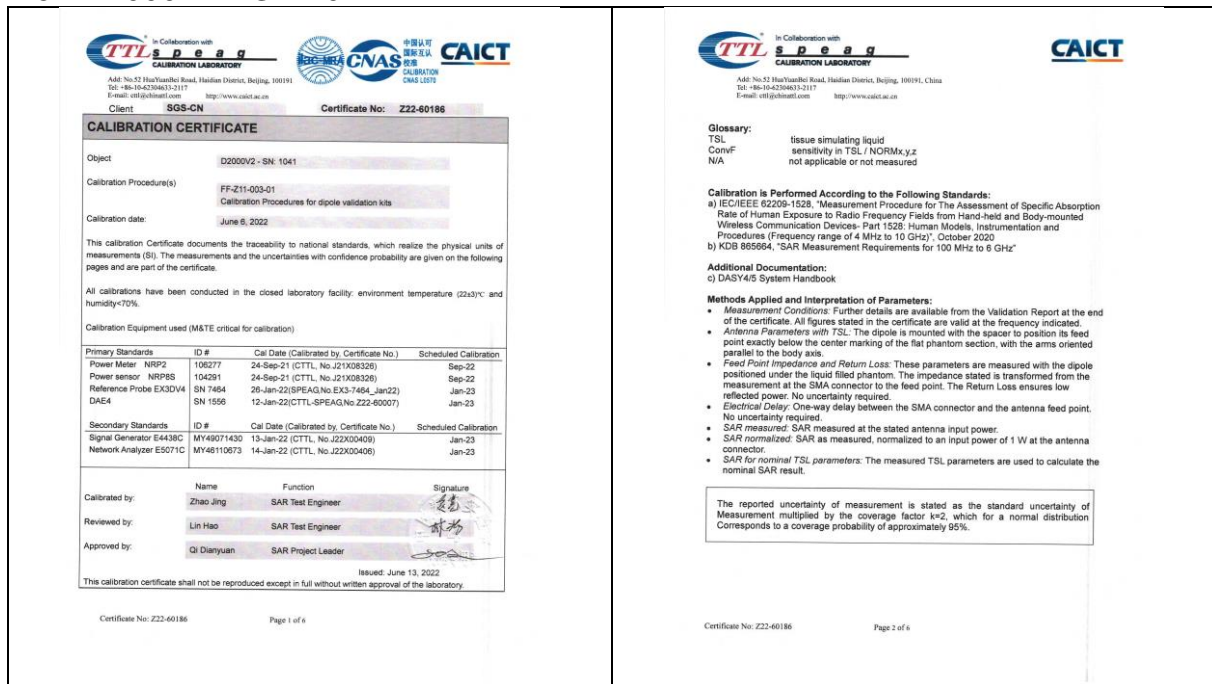 In Collaboration with
TTL s p e a g
CALIBRATION LABORATORY
ilac-MRA
CNAS
中国认可
国际互认
校准
CALIBRATION
CNAS L0570
CAICT
Add: No.52 HuaYuanBei Road, Haidian District, Beijing, 100191
Tel: +86-10-62304633-2117
E-mail: cttl@chinattl.com http://www.caict.ac.cn
Client SGS-CN Certificate No: Z22-60186
CALIBRATION CERTIFICATE
Object D2000V2 - SN: 1041
Calibration Procedure(s) FF-Z11-003-01
Calibration Procedures for dipole validation kits
Calibration date: June 6, 2022
This calibration Certificate documents the traceability to national standards, which realize the physical units of
measurements (SI). The measurements and the uncertainties with confidence probability are given on the following
pages and are part of the certificate.
All calibrations have been conducted in the closed laboratory facility: environment temperature (22±3)℃ and
humidity<70%.
Calibration Equipment used (M&TE critical for calibration)
Primary Standards ID # Cal Date (Calibrated by, Certificate No.) Scheduled Calibration
Power Meter NRP2 106277 24-Sep-21 (CTTL, No.J21X08326) Sep-22
Power sensor NRP8S 104291 24-Sep-21 (CTTL, No.J21X08326) Sep-22
Reference Probe EX3DV4 SN 7464 26-Jan-22(SPEAG,No.EX3-7464_Jan22) Jan-23
DAE4 SN 1556 12-Jan-22(CTTL-SPEAG,No.Z22-60007) Jan-23
Secondary Standards ID # Cal Date (Calibrated by, Certificate No.) Scheduled Calibration
Signal Generator E4438C MY49071430 13-Jan-22 (CTTL, No.J22X00409) Jan-23
Network Analyzer E5071C MY46110673 14-Jan-22 (CTTL, No.J22X00406) Jan-23
Name Function Signature
Calibrated by: Zhao Jing SAR Test Engineer
Reviewed by: Lin Hao SAR Test Engineer
Approved by: Qi Dianyuan SAR Project Leader
Issued: June 13, 2022
This calibration certificate shall not be reproduced except in full without written approval of the laboratory.
Certificate No: Z22-60186 Page 1 of 6
In Collaboration with
TTL s p e a g
CALIBRATION LABORATORY
CAICT
Add: No.52 HuaYuanBei Road, Haidian District, Beijing, 100191, China
Tel: +86-10-62304633-2117
E-mail: cttl@chinattl.com http://www.caict.ac.cn
Glossary:
TSL tissue simulating liquid
ConvF sensitivity in TSL / NORMx,y,z
N/A not applicable or not measured
Calibration is Performed According to the Following Standards:
a) IEC/IEEE 62209-1528, "Measurement Procedure for The Assessment of Specific Absorption
Rate of Human Exposure to Radio Frequency Fields from Hand-held and Body-mounted
Wireless Communication Devices- Part 1528: Human Models, Instrumentation and
Procedures (Frequency range of 4 MHz to 10 GHz)", October 2020
b) KDB 865664, "SAR Measurement Requirements for 100 MHz to 6 GHz"
Additional Documentation:
c) DASY4/5 System Handbook
Methods Applied and Interpretation of Parameters:
• Measurement Conditions: Further details are available from the Validation Report at the end
of the certificate. All figures stated in the certificate are valid at the frequency indicated.
• Antenna Parameters with TSL: The dipole is mounted with the spacer to position its feed
point exactly below the center marking of the flat phantom section, with the arms oriented
parallel to the body axis.
• Feed Point Impedance and Return Loss: These parameters are measured with the dipole
positioned under the liquid filled phantom. The impedance stated is transformed from the
measurement at the SMA connector to the feed point. The Return Loss ensures low
reflected power. No uncertainty required.
• Electrical Delay: One-way delay between the SMA connector and the antenna feed point.
No uncertainty required.
• SAR measured: SAR measured at the stated antenna input power.
• SAR normalized: SAR as measured, normalized to an input power of 1 W at the antenna
connector.
• SAR for nominal TSL parameters: The measured TSL parameters are used to calculate the
nominal SAR result.
The reported uncertainty of measurement is stated as the standard uncertainty of
Measurement multiplied by the coverage factor k=2, which for a normal distribution
Corresponds to a coverage probability of approximately 95%.
Certificate No: Z22-60186 Page 2 of 6